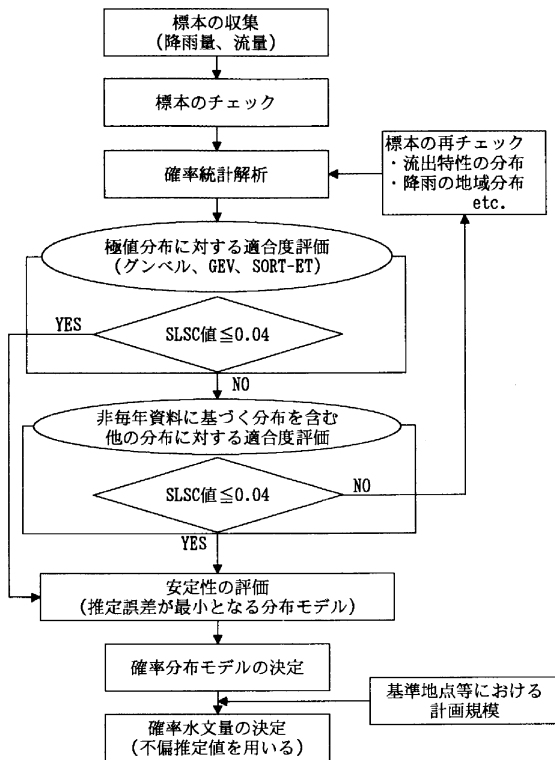 標本の収集
(降雨量、流量)
標本のチェック
確率統計解析
標本の再チェック
・流出特性の分布
・降雨の地域分布
etc.
極値分布に対する適合度評価
(グンベル、GEV、SORT-ET)
YES
SLSC値≦0.04
NO
非毎年資料に基づく分布を含む
他の分布に対する適合度評価
SLSC値≦0.04
NO
YES
安定性の評価
(推定誤差が最小となる分布モデル)
確率分布モデルの決定
基準地点等における
計画規模
確率水文量の決定
(不偏推定値を用いる)